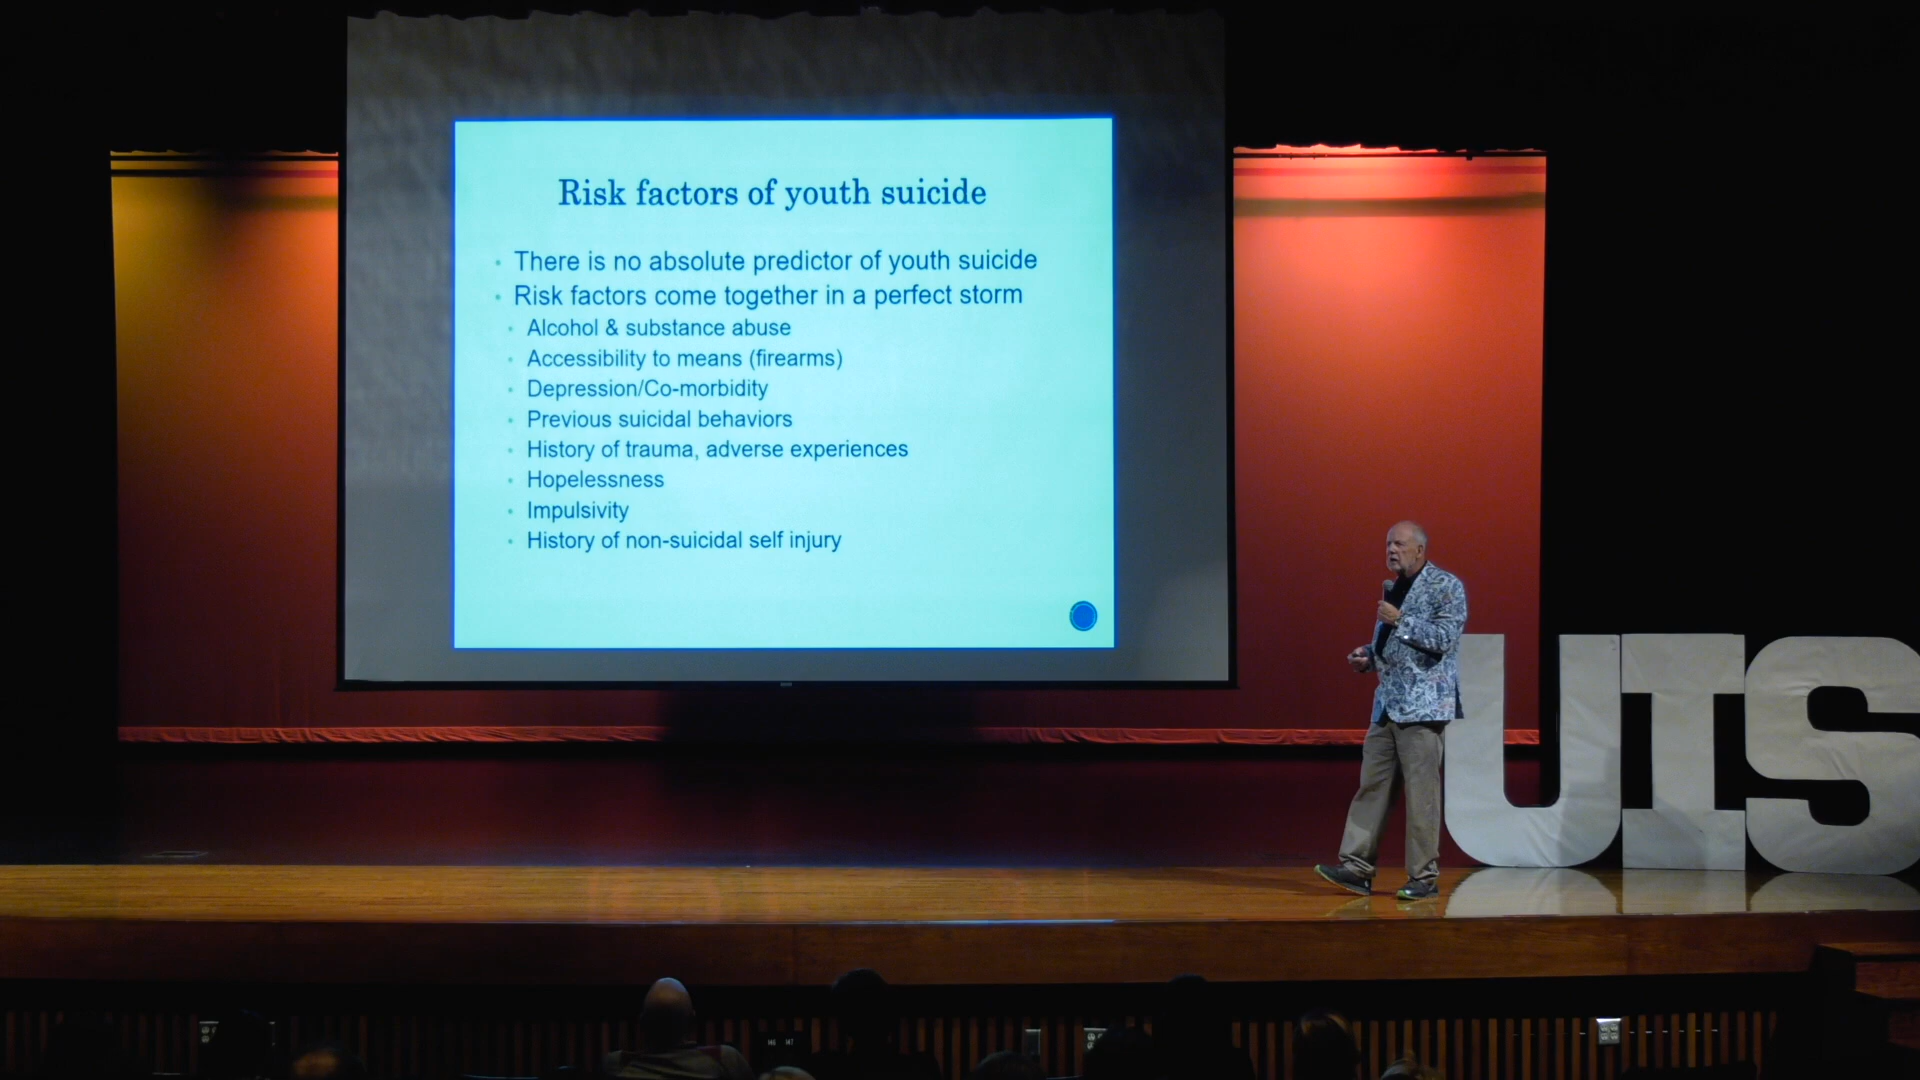 Risk factors of youth suicide
• There is no absolute predictor of youth suicide
• Risk factors come together in a perfect storm
• Alcohol & substance abuse
• Accessibility to means (firearms)
• Depression/Co-morbidity
• Previous suicidal behaviors
• History of trauma, adverse experiences
• Hopelessness
• Impulsivity
• History of non-suicidal self injury
UIS